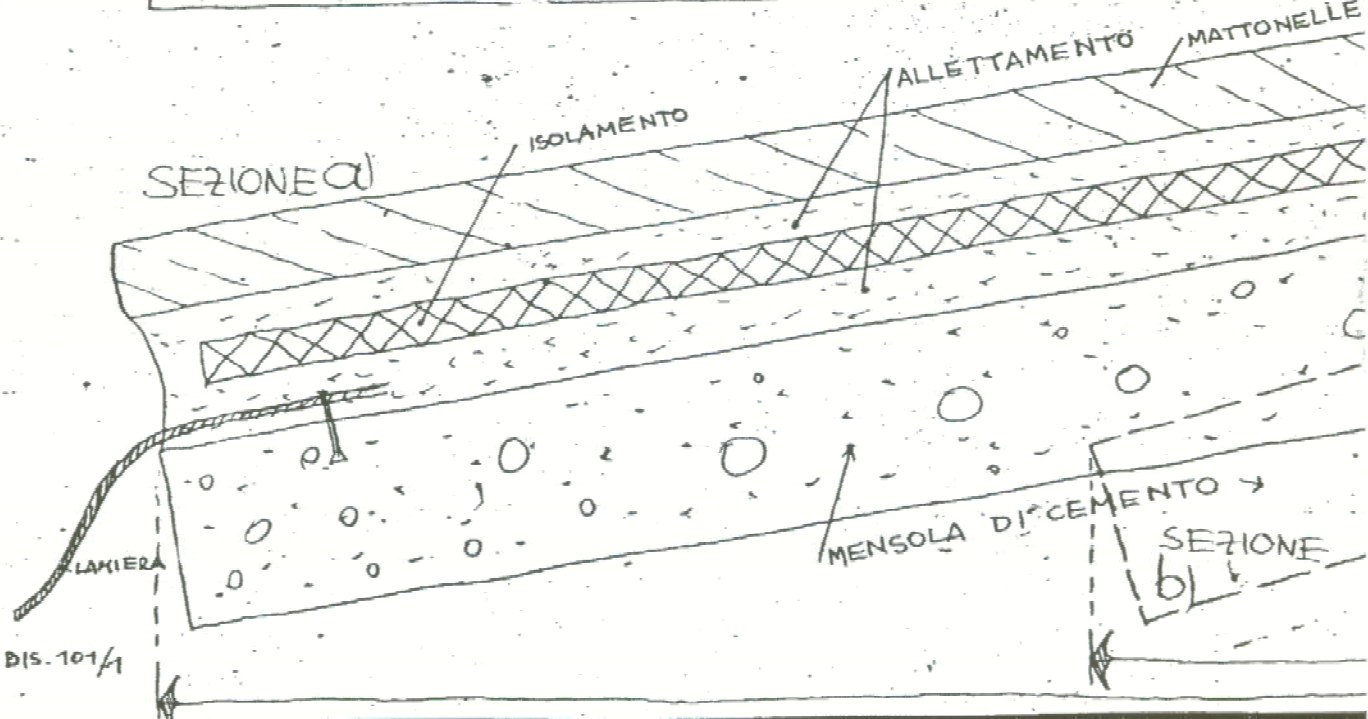 MATTONELLE
ALLETTAMENTO
ISOLAMENTO
SEZIONE a)
MENSOLA DI CEMENTO
SEZIONE
b)
LAMIERA
DIS. 101/1